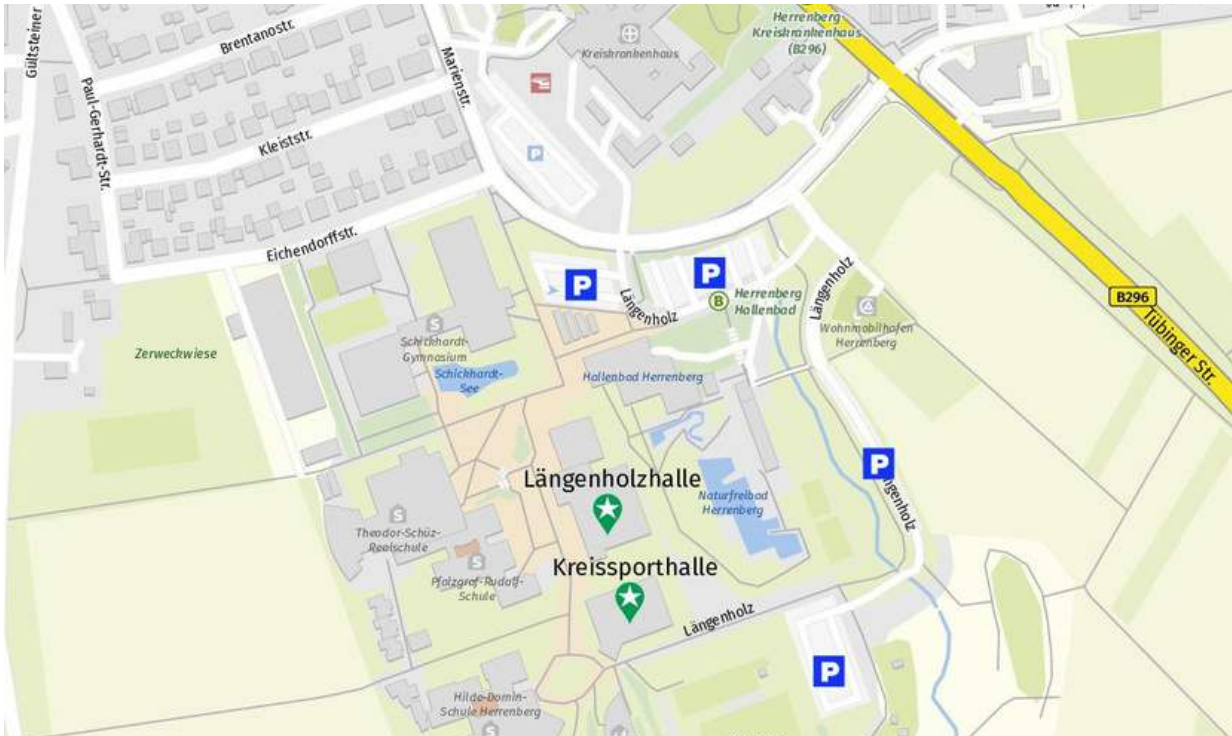 Gültsteiner
Brentanostr.
Paul-Gerhardt-Str.
Kleiststr.
Marienstr.
Kreiskrankenhaus
Herrenberg
Kreiskrankenhaus
(B296)
P
Eichendorffstr.
P
P
B
Herrenberg
Hallenbad
Längenholz
Längenholz
Wohnmobilhafen
Herrenberg
B296
Tübinger Str.
Zerweckwiese
S
Schickhardt-
Gymnasium
Schickhardt-
See
Hallenbad Herrenberg
P
Längenholz
Längenholzhalle
Naturfreibad
Herrenberg
S
Theodor-Schüz-
Realschule
S
Pfalzgraf-Rudolf-
Schule
Kreissporthalle
Längenholz
P
Hilde-Domin-
Schule Herrenberg
S